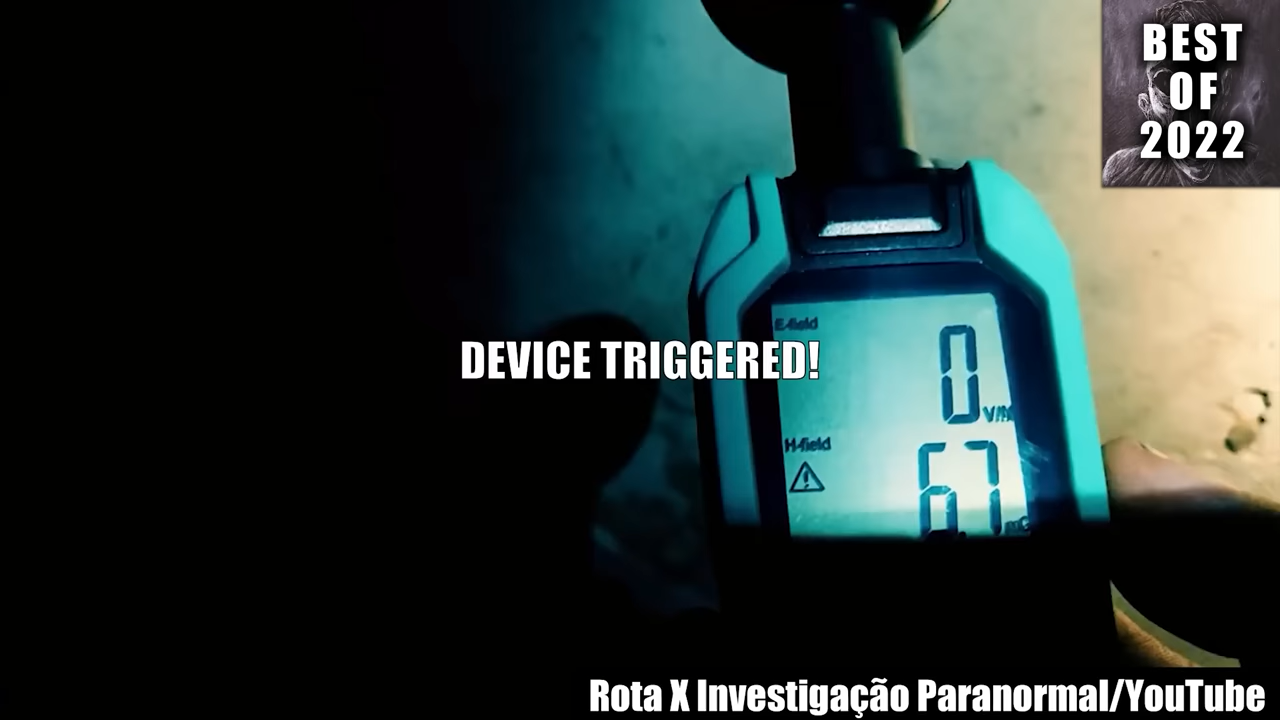 BEST
OF
2022
E-field
0
V/M
DEVICE TRIGGERED!
H-field
67
Rota X Investigação Paranormal/YouTube